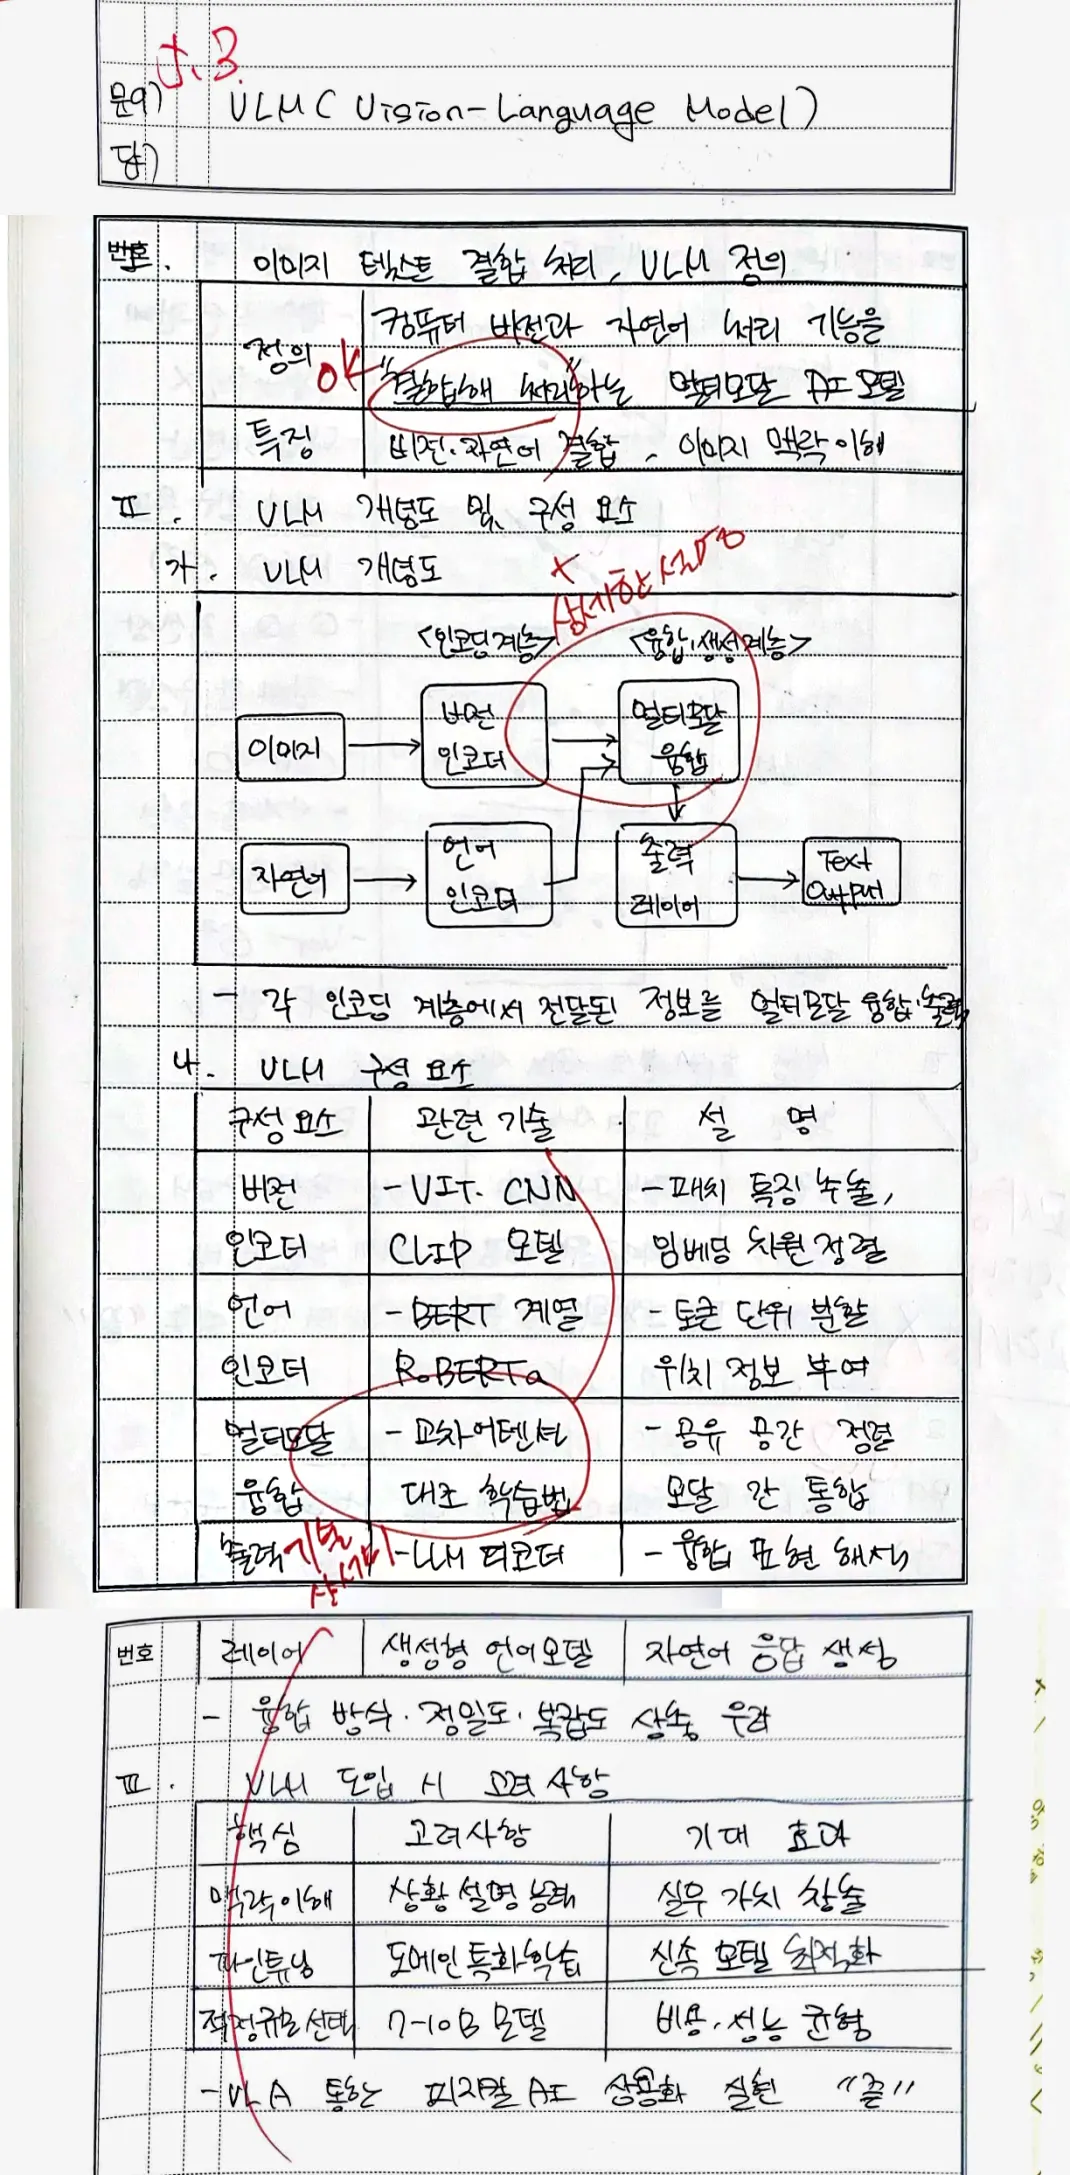 5.3
문9) VLM ( Vision-Language Model )
답)
번호 . 이미지 텍스트 결합 처리, VLM 정의
정의 컴퓨터 비전과 자연어 처리 기능을
OK "결합해 처리"하는 멀티모달 AI 모델
특징 비전·자연어 결합, 이미지 맥락이해
Ⅱ. VLM 개념도 및 구성 요소
가. VLM 개념도
<인코딩계층> <융합·생성계층>
이미지 비전 인코더 멀티모달 융합
자연어 언어 인코더 출력 레이어 Text Output
- 각 인코딩 계층에서 전달된 정보를 멀티모달 융합·출력
나. VLM 구성 요소
구성요소 관련 기술 설 명
비전 - ViT. CNN - 패치 특징 추출,
인코더 CLIP 모델 임베딩 차원 정렬
언어 - BERT 계열 - 토큰 단위 분할
인코더 RoBERTa 위치 정보 부여
멀티모달 - 교차어텐션 - 공유 공간 정렬
융합 대조 학습법 모달 간 통합
출력 - LLM 디코더 - 융합 표현 해석
번호 레이어 생성형 언어모델 자연어 응답 생성
- 융합 방식·정밀도·복잡도 상충 우려
Ⅲ. VLM 도입 시 고려사항
핵심 고려사항 기대 효과
맥락이해 상황 설명 능력 실무 가치 창출
파인튜닝 도메인 특화학습 신속 모델 최적화
적정규모 선택 7-10B 모델 비용·성능 균형
- VLA 통한 피지컬 AI 상용화 실현 "끝"